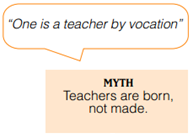 “One is a teacher by vocation”
MYTH
Teachers are born,
not made.